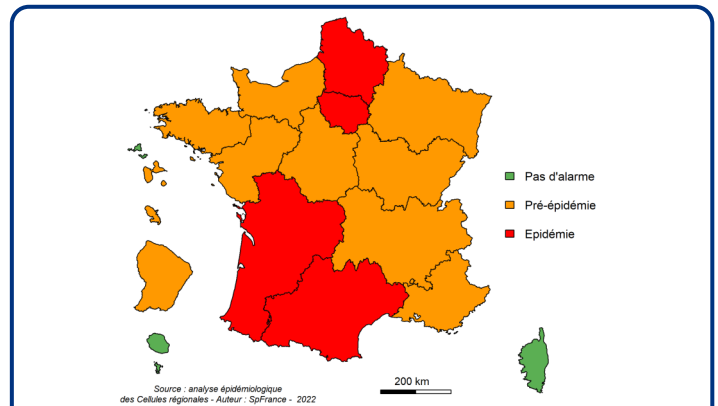 Pas d'alarme
Pré-épidémie
Epidémie
200 km
Source : analyse épidémiologique
des Cellules régionales - Auteur : SpFrance - 2022